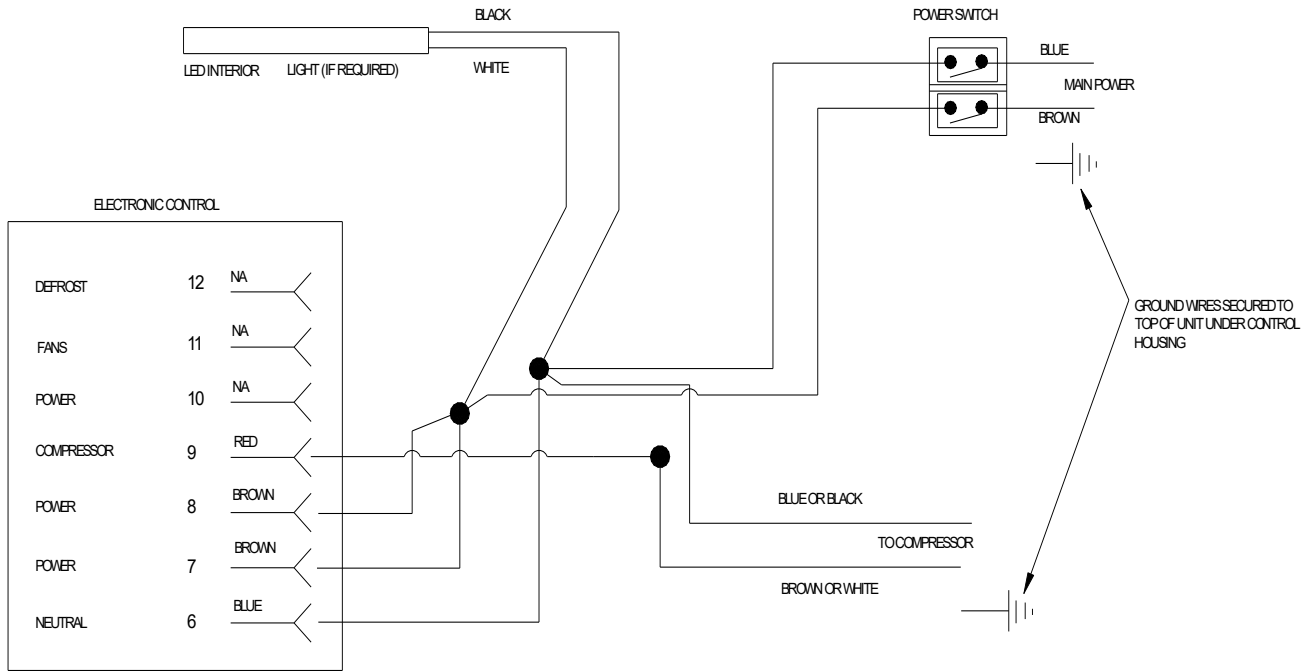 BLACK
POWER SWITCH
WHITE
LED INTERIOR LIGHT (IF REQUIRED)
BLUE
MAIN POWER
BROWN
ELECTRONIC CONTROL
DEFROST 12 NA
FANS 11 NA
POWER 10 NA
COMPRESSOR 9 RED
POWER 8 BROWN
POWER 7 BROWN
NEUTRAL 6 BLUE
GROUND WIRES SECURED TO
TOP OF UNIT UNDER CONTROL
HOUSING
BLUE OR BLACK
TO COMPRESSOR
BROWN OR WHITE